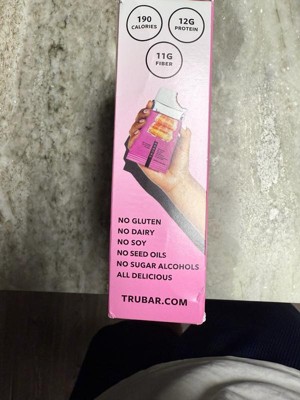 190
CALORIES
12G
PROTEIN
11G
FIBER
NO GLUTEN
NO DAIRY
NO SOY
NO SEED OILS
NO SUGAR ALCOHOLS
ALL DELICIOUS
TRUBAR.COM